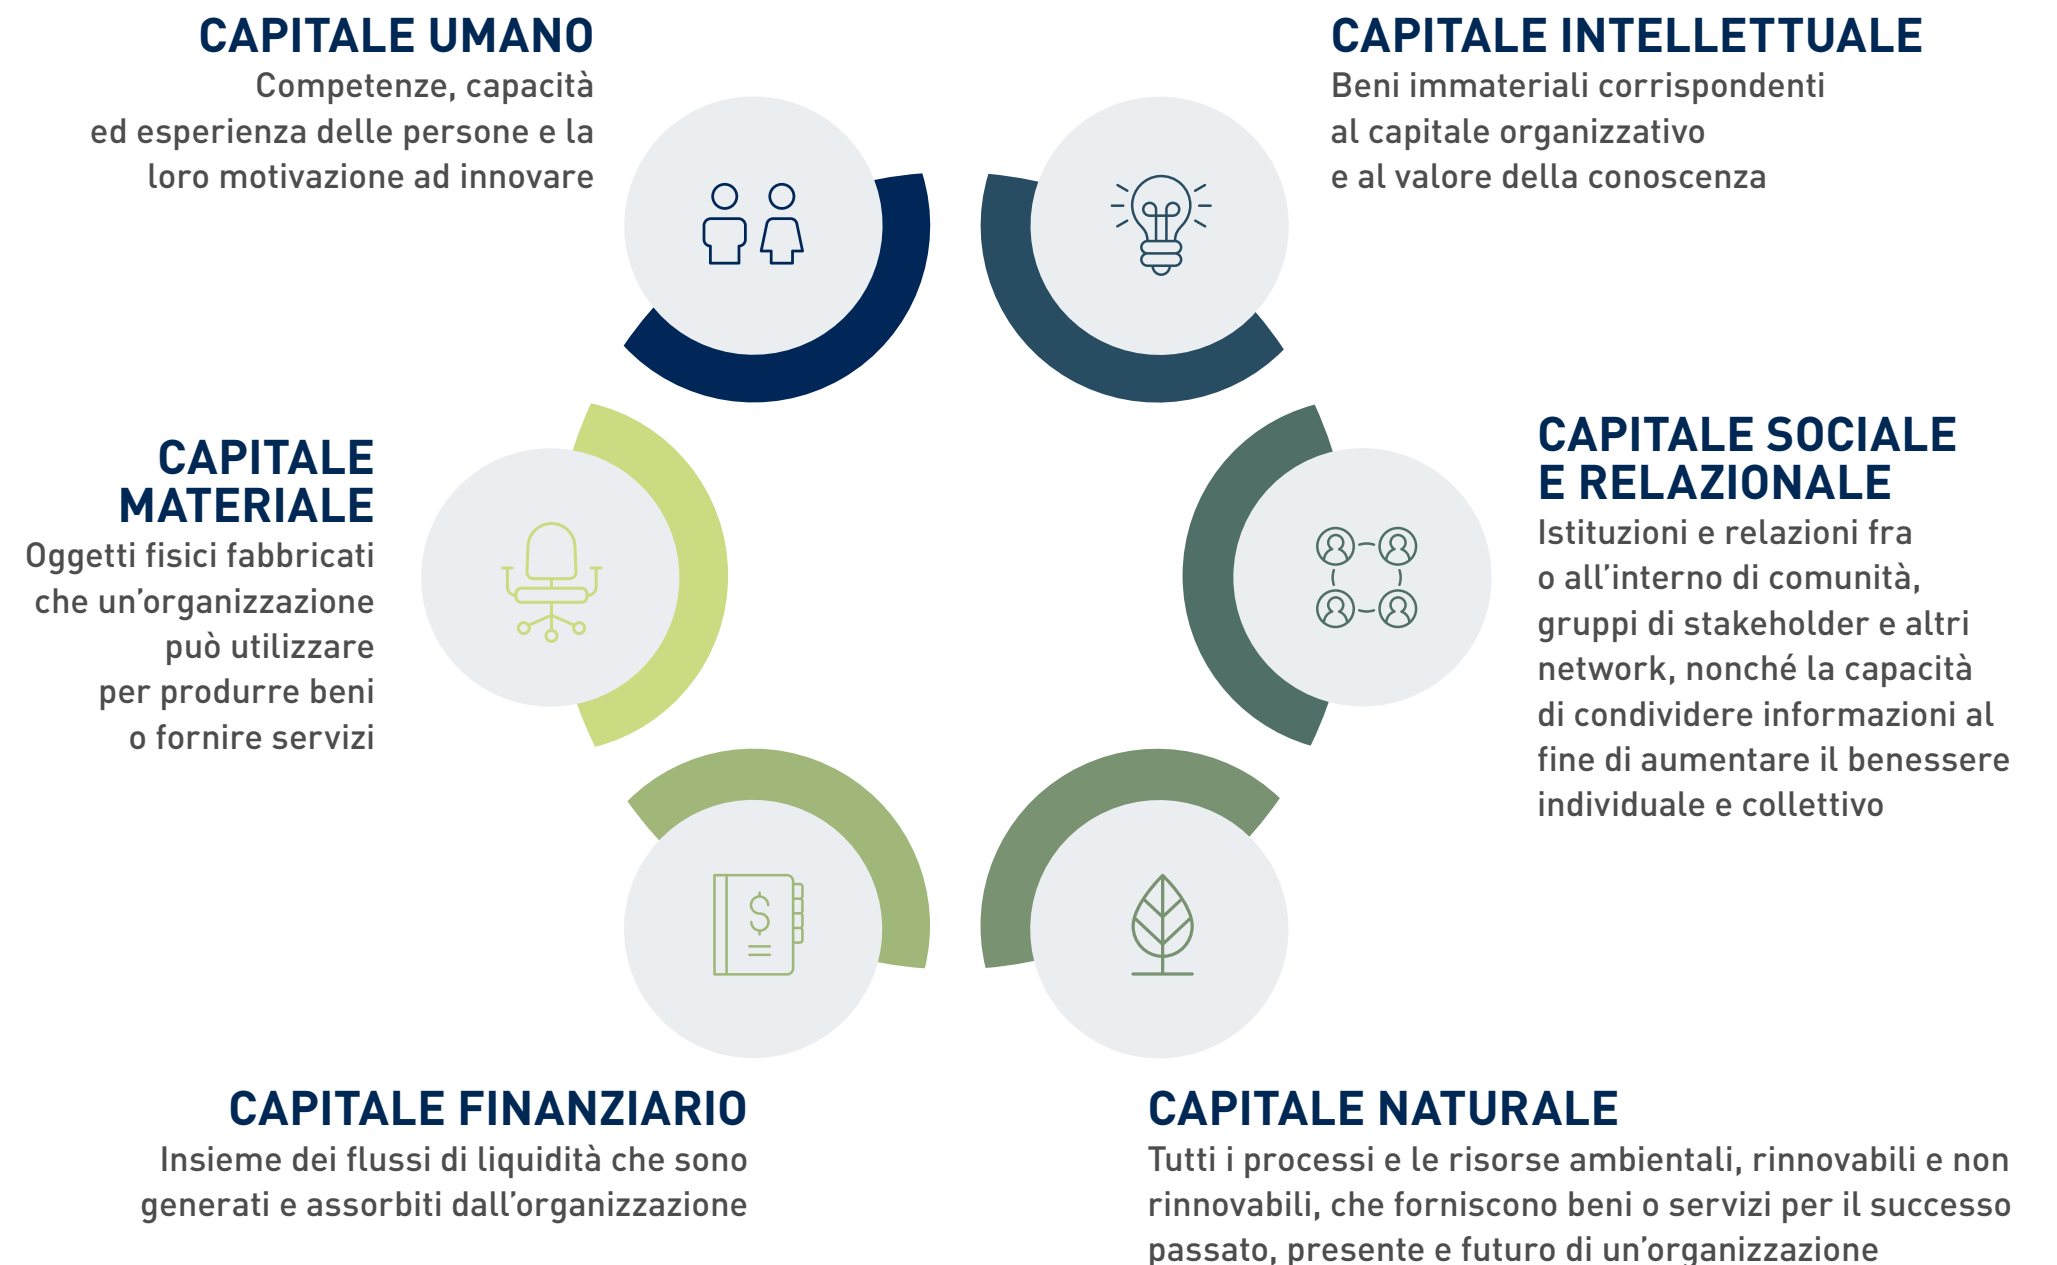 CAPITALE UMANO
Competenze, capacità
ed esperienza delle persone e la
loro motivazione ad innovare
CAPITALE INTELLETTUALE
Beni immateriali corrispondenti
al capitale organizzativo
e al valore della conoscenza
CAPITALE
MATERIALE
Oggetti fisici fabbricati
che un’organizzazione
può utilizzare
per produrre beni
o fornire servizi
CAPITALE SOCIALE
E RELAZIONALE
Istituzioni e relazioni fra
o all’interno di comunità,
gruppi di stakeholder e altri
network, nonché la capacità
di condividere informazioni al
fine di aumentare il benessere
individuale e collettivo
$
CAPITALE FINANZIARIO
Insieme dei flussi di liquidità che sono
generati e assorbiti dall’organizzazione
CAPITALE NATURALE
Tutti i processi e le risorse ambientali, rinnovabili e non
rinnovabili, che forniscono beni o servizi per il successo
passato, presente e futuro di un’organizzazione